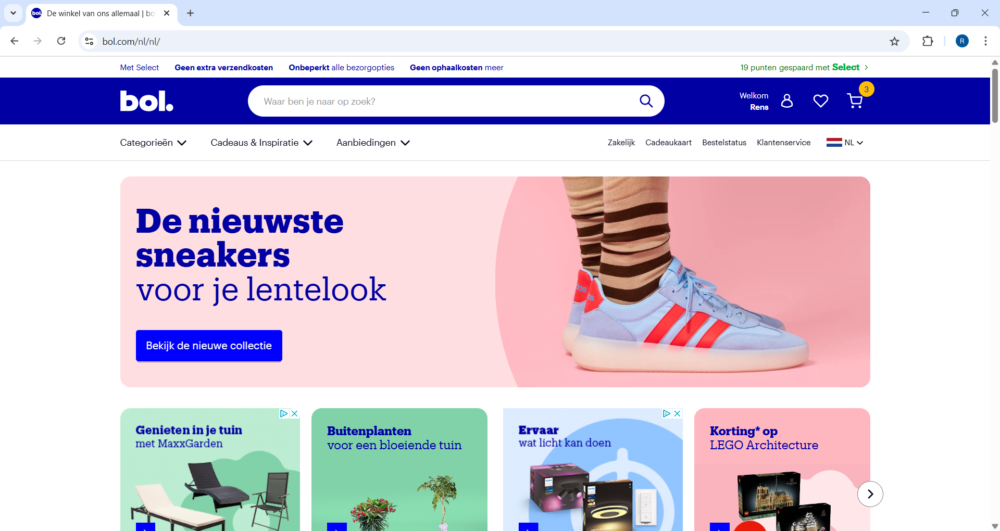 De winkel van ons allemaal | bo
bol.com/nl/nl/
R
Met Select Geen extra verzendkosten Onbeperkt alle bezorgopties Geen ophaalkosten meer 19 punten gespaard met Select
bol.
Waar ben je naar op zoek?
Welkom
Rens
3
Categorieën Cadeaus & Inspiratie Aanbiedingen Zakelijk Cadeaukaart Bestelstatus Klantenservice NL
De nieuwste
sneakers
voor je lentelook
Bekijk de nieuwe collectie
adidas
Genieten in je tuin
met MaxxGarden
Buitenplanten
voor een bloeiende tuin
Ervaar
wat licht kan doen
Korting* op
LEGO Architecture